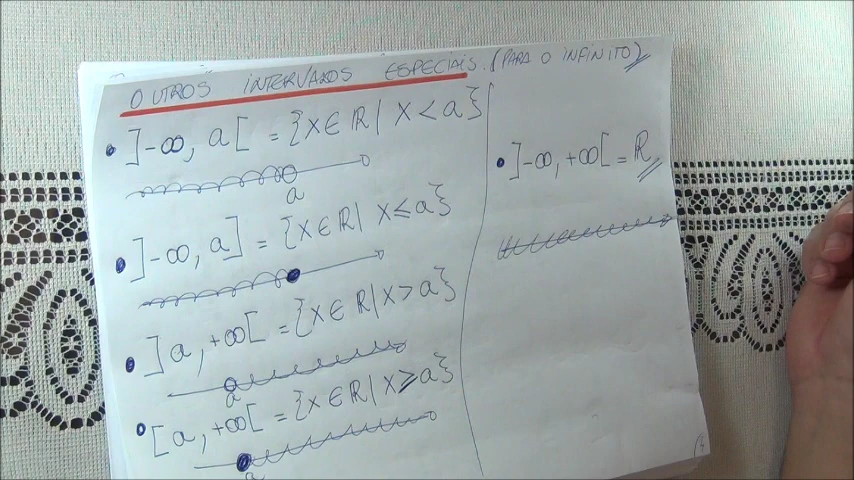 OUTROS INTERVALOS ESPECIAIS. (PARA O INFINITO)
• ]-∞, a[ = {X ∈ ℝ | X < a}
a
• ]-∞, a] = {X ∈ ℝ | X ≤ a}
• ]a, +∞[ = {X ∈ ℝ | X > a}
a
• [a, +∞[ = {X ∈ ℝ | X ≥ a}
a
• ]-∞, +∞[ = ℝ